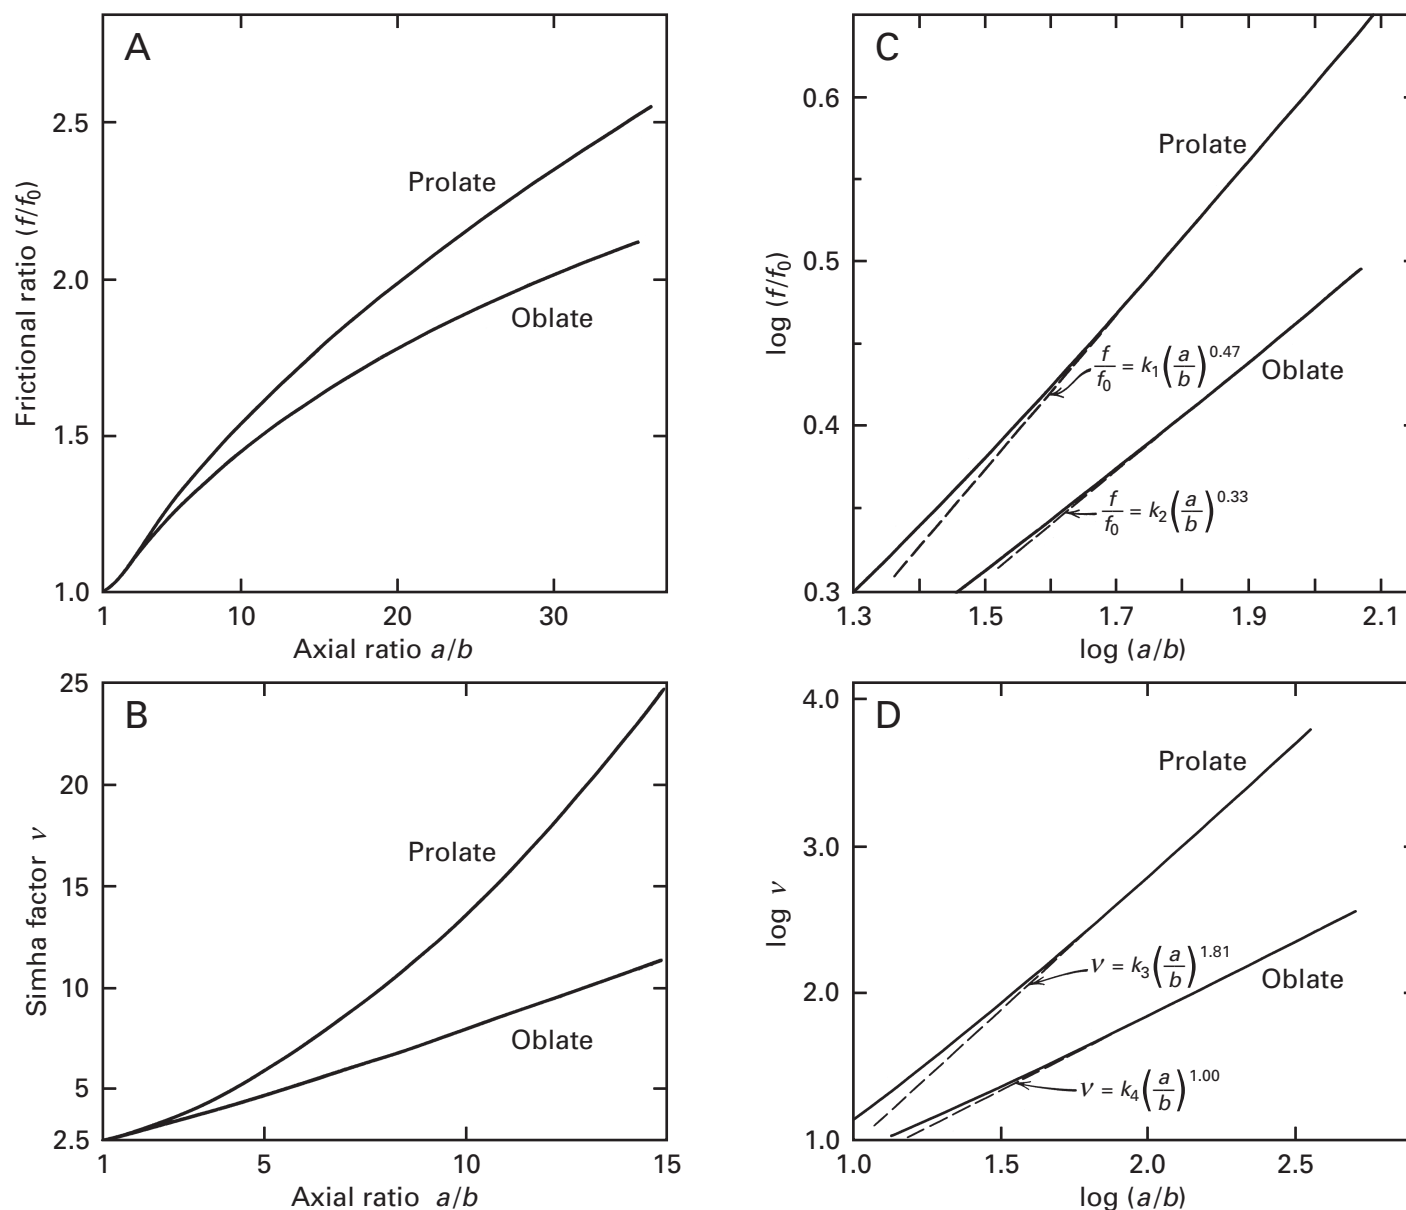 A
Frictional ratio (f/f₀)
2.5
2.0
1.5
1.0
Prolate
Oblate
1 10 20 30
Axial ratio a/b
C
log (f/f₀)
0.6
0.5
0.4
0.3
Prolate
f/f₀ = k₁(a/b)^0.47
Oblate
f/f₀ = k₂(a/b)^0.33
1.3 1.5 1.7 1.9 2.1
log (a/b)
B
Simha factor ν
25
20
15
10
5
2.5
Prolate
Oblate
1 5 10 15
Axial ratio a/b
D
log ν
4.0
3.0
2.0
1.0
Prolate
ν = k₃(a/b)^1.81
Oblate
ν = k₄(a/b)^1.00
1.0 1.5 2.0 2.5
log (a/b)